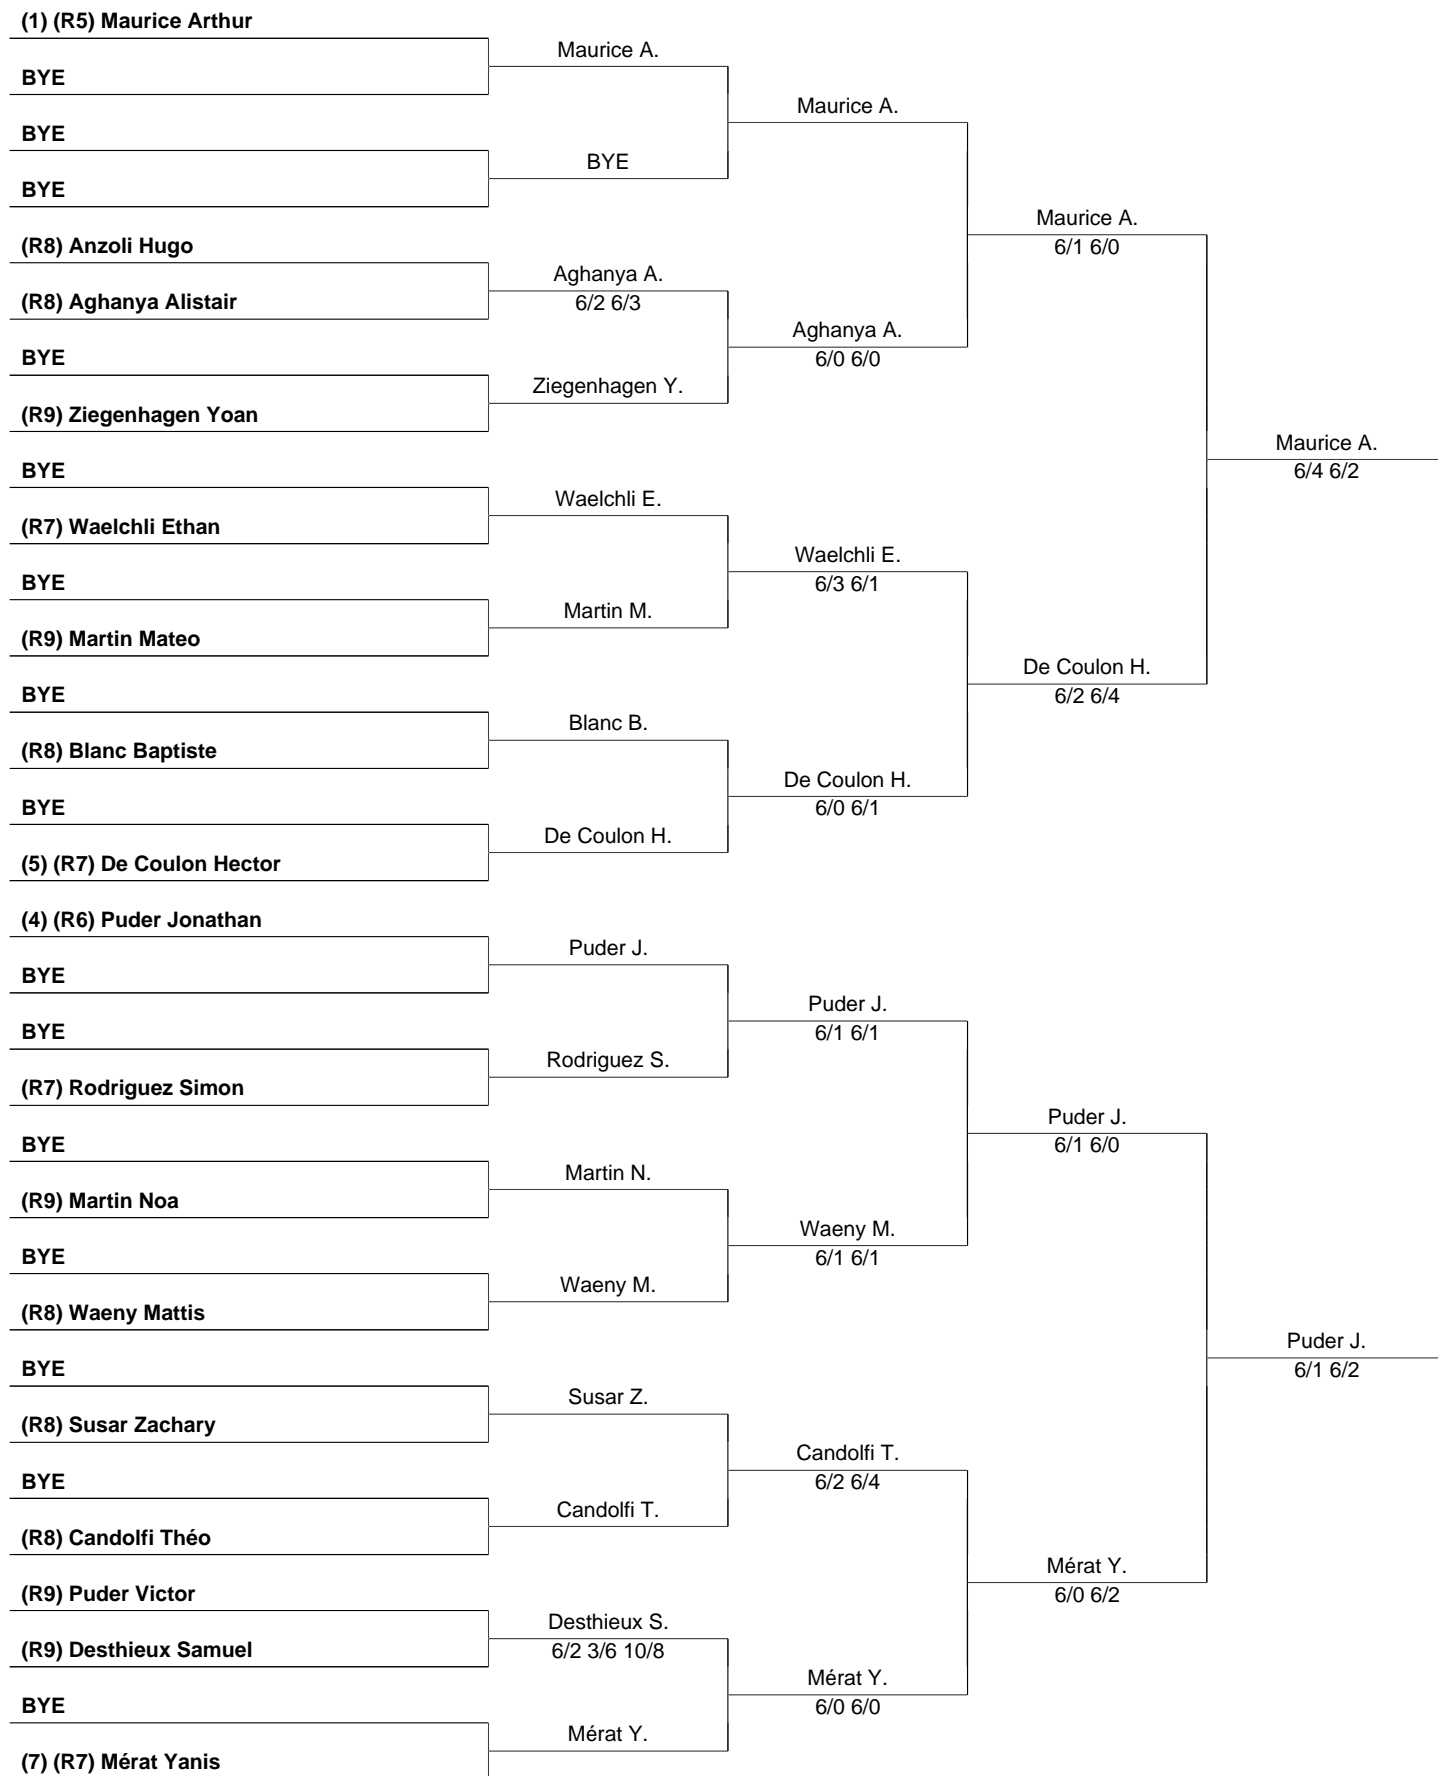 (1) (R5) Maurice Arthur
BYE
BYE
BYE
(R8) Anzoli Hugo
(R8) Aghanya Alistair
BYE
(R9) Ziegenhagen Yoan
BYE
(R7) Waelchli Ethan
BYE
(R9) Martin Mateo
BYE
(R8) Blanc Baptiste
BYE
(5) (R7) De Coulon Hector
(4) (R6) Puder Jonathan
BYE
BYE
(R7) Rodriguez Simon
BYE
(R9) Martin Noa
BYE
(R8) Waeny Mattis
BYE
(R8) Susar Zachary
BYE
(R8) Candolfi Théo
(R9) Puder Victor
(R9) Desthieux Samuel
BYE
(7) (R7) Mérat Yanis
Maurice A.
BYE
Aghanya A.
6/2 6/3
Ziegenhagen Y.
Waelchli E.
Martin M.
Blanc B.
De Coulon H.
Puder J.
Rodriguez S.
Martin N.
Waeny M.
Susar Z.
Candolfi T.
Desthieux S.
6/2 3/6 10/8
Mérat Y.
Maurice A.
Aghanya A.
6/0 6/0
Waelchli E.
6/3 6/1
De Coulon H.
6/0 6/1
Puder J.
6/1 6/1
Waeny M.
6/1 6/1
Candolfi T.
6/2 6/4
Mérat Y.
6/0 6/0
Maurice A.
6/1 6/0
De Coulon H.
6/2 6/4
Puder J.
6/1 6/0
Mérat Y.
6/0 6/2
Maurice A.
6/4 6/2
Puder J.
6/1 6/2